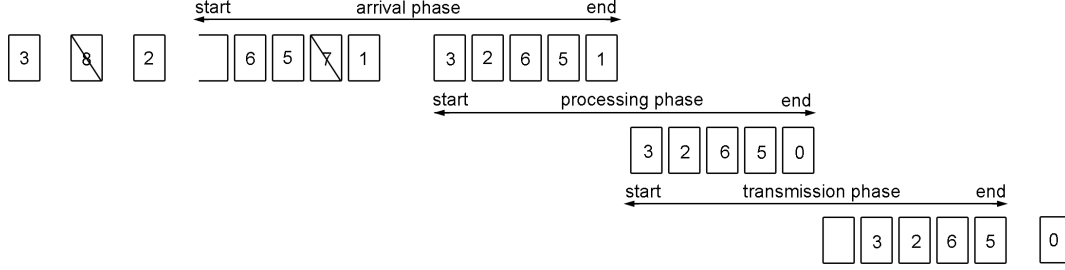 start arrival phase end
3 8 2 6 5 7 1 3 2 6 5 1
start processing phase end
3 2 6 5 0
start transmission phase end
3 2 6 5 0